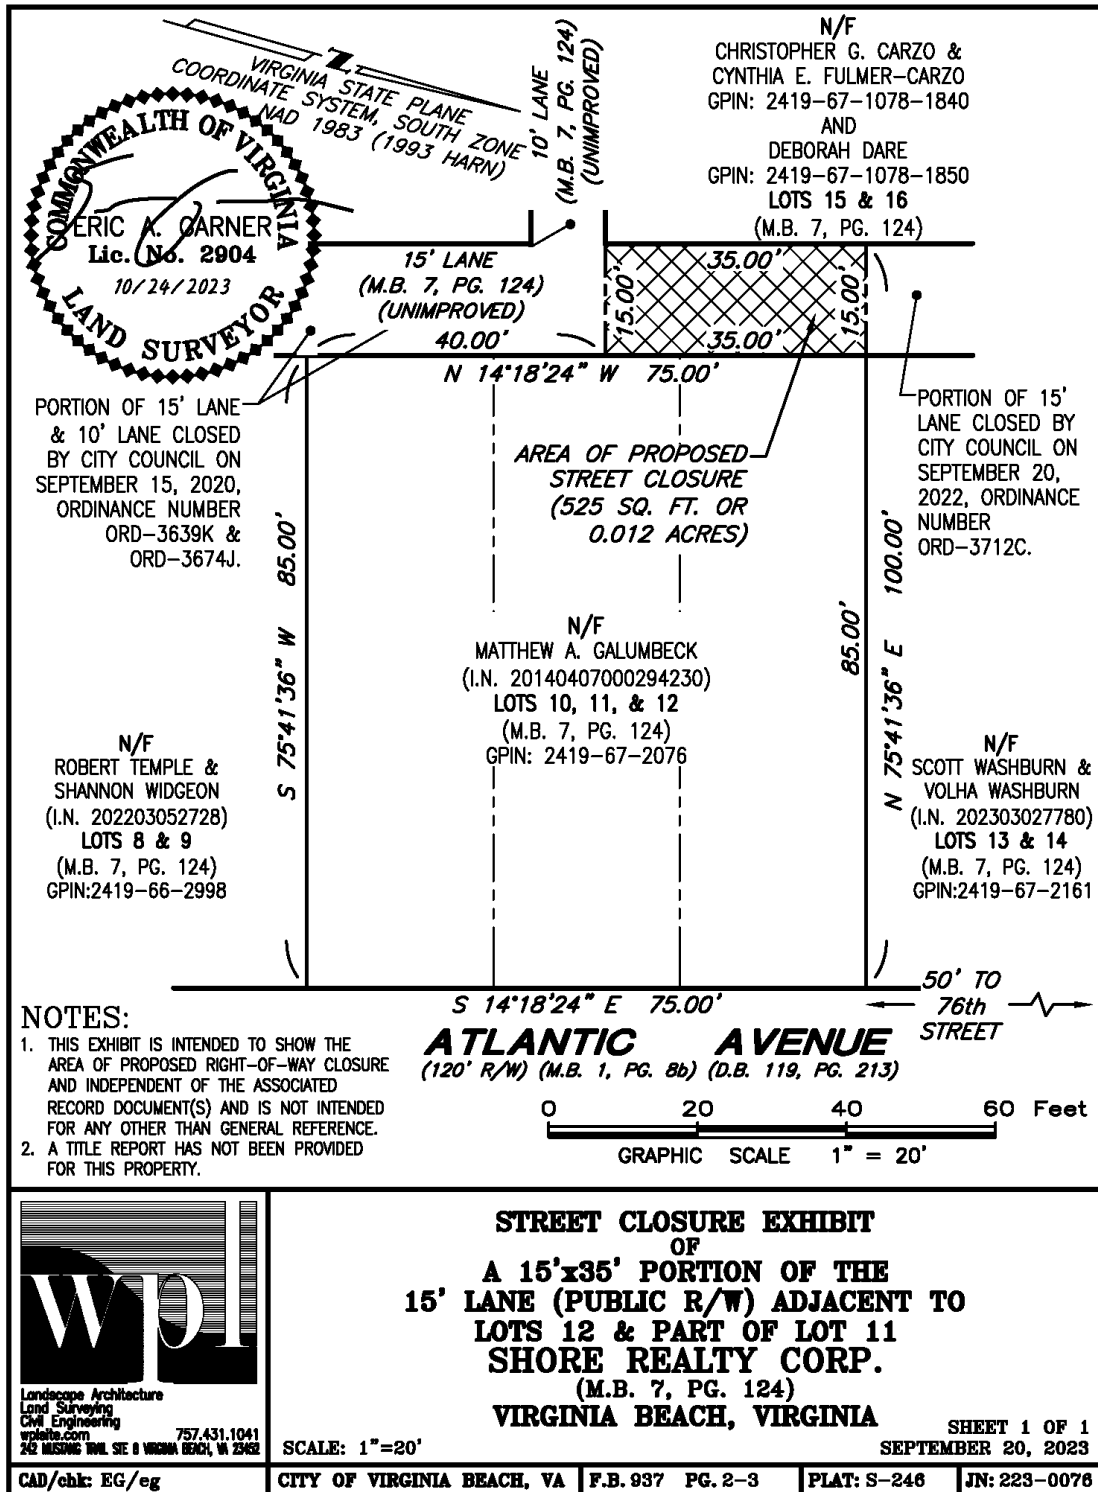 N/F
CHRISTOPHER G. CARZO &
CYNTHIA E. FULMER-CARZO
GPIN: 2419-67-1078-1840
AND
DEBORAH DARE
GPIN: 2419-67-1078-1850
LOTS 15 & 16
(M.B. 7, PG. 124)
Z
VIRGINIA STATE PLANE
COORDINATE SYSTEM, SOUTH ZONE
NAD 1983 (1993 HARN)
10' LANE
(M.B. 7, PG. 124)
(UNIMPROVED)
COMMONWEALTH OF VIRGINIA
ERIC A. GARNER
Lic. No. 2904
10/24/2023
LAND SURVEYOR
15' LANE
(M.B. 7, PG. 124)
(UNIMPROVED)
40.00'
35.00'
15.00'
15.00'
35.00'
N 14°18'24" W 75.00'
PORTION OF 15' LANE
& 10' LANE CLOSED
BY CITY COUNCIL ON
SEPTEMBER 15, 2020,
ORDINANCE NUMBER
ORD-3639K &
ORD-3674J.
AREA OF PROPOSED
STREET CLOSURE
(525 SQ. FT. OR
0.012 ACRES)
PORTION OF 15'
LANE CLOSED BY
CITY COUNCIL ON
SEPTEMBER 20,
2022, ORDINANCE
NUMBER
ORD-3712C.
S 75°41'36" W 85.00'
85.00'
N 75°41'36" E 100.00'
N/F
MATTHEW A. GALUMBECK
(I.N. 20140407000294230)
LOTS 10, 11, & 12
(M.B. 7, PG. 124)
GPIN: 2419-67-2076
N/F
ROBERT TEMPLE &
SHANNON WIDGEON
(I.N. 202203052728)
LOTS 8 & 9
(M.B. 7, PG. 124)
GPIN:2419-66-2998
N/F
SCOTT WASHBURN &
VOLHA WASHBURN
(I.N. 202303027780)
LOTS 13 & 14
(M.B. 7, PG. 124)
GPIN:2419-67-2161
S 14°18'24" E 75.00'
50' TO
76th
STREET
ATLANTIC AVENUE
(120' R/W) (M.B. 1, PG. 8b) (D.B. 119, PG. 213)
NOTES:
1. THIS EXHIBIT IS INTENDED TO SHOW THE
AREA OF PROPOSED RIGHT-OF-WAY CLOSURE
AND INDEPENDENT OF THE ASSOCIATED
RECORD DOCUMENT(S) AND IS NOT INTENDED
FOR ANY OTHER THAN GENERAL REFERENCE.
2. A TITLE REPORT HAS NOT BEEN PROVIDED
FOR THIS PROPERTY.
0 20 40 60 Feet
GRAPHIC SCALE 1" = 20'
wpl
Landscape Architecture
Land Surveying
Civil Engineering
wplsite.com 757.431.1041
242 MUSTANG TRAIL STE 8 VIRGINIA BEACH, VA 23452
STREET CLOSURE EXHIBIT
OF
A 15'x35' PORTION OF THE
15' LANE (PUBLIC R/W) ADJACENT TO
LOTS 12 & PART OF LOT 11
SHORE REALTY CORP.
(M.B. 7, PG. 124)
VIRGINIA BEACH, VIRGINIA
SCALE: 1"=20'
SHEET 1 OF 1
SEPTEMBER 20, 2023
CAD/chk: EG/eg
CITY OF VIRGINIA BEACH, VA
F.B. 937 PG. 2-3
PLAT: S-246
JN: 223-0076